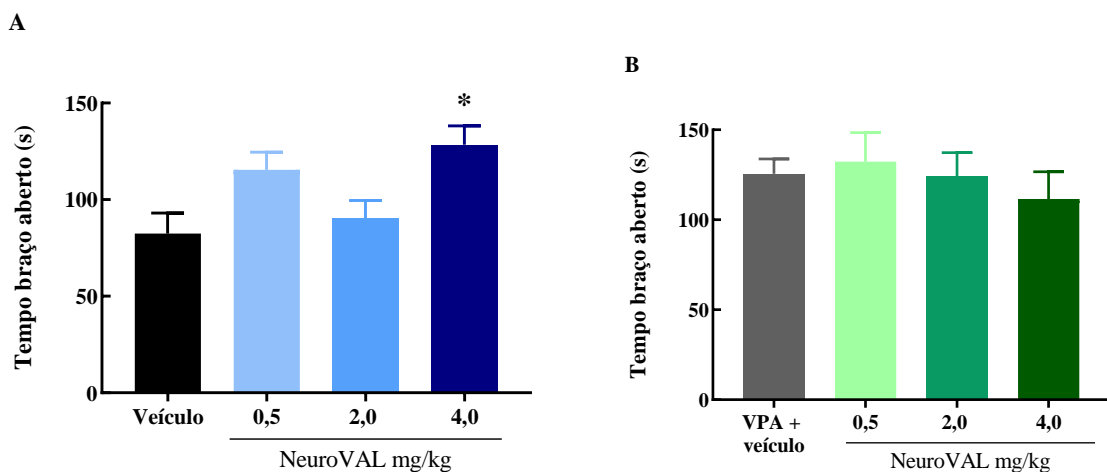 A
Tempo braço aberto (s)
150
100
50
0
*
Veículo
0,5
2,0
4,0
NeuroVAL mg/kg
B
Tempo braço aberto (s)
150
100
50
0
VPA +
veículo
0,5
2,0
4,0
NeuroVAL mg/kg